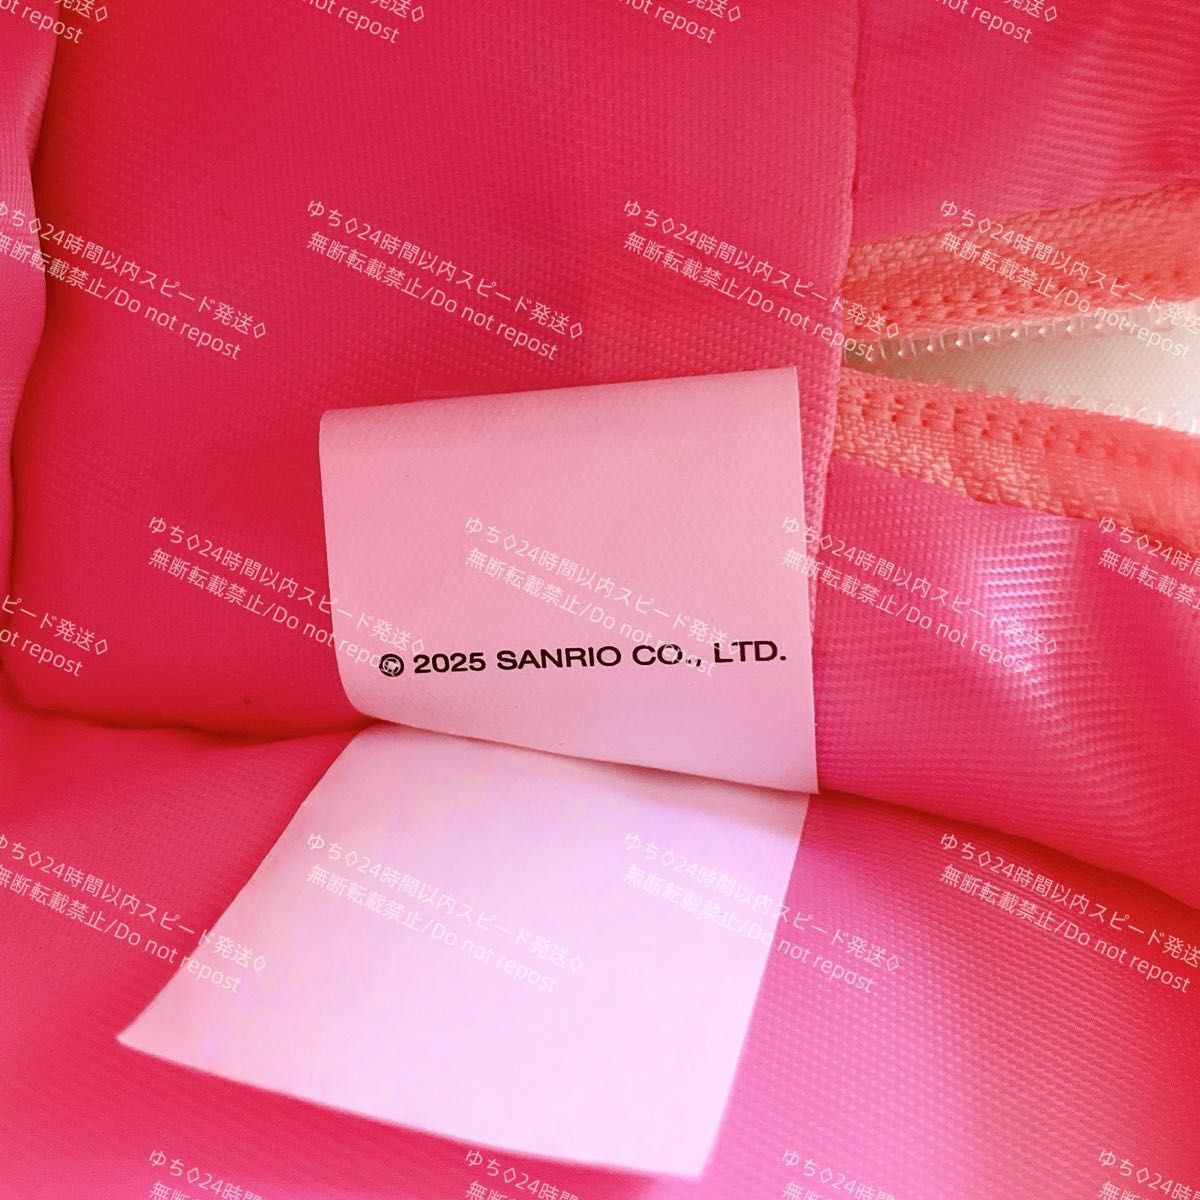 © 2025 SANRIO CO., LTD.
ゆち◇24時間以内スピード発送◇
無断転載禁止/Do not repost